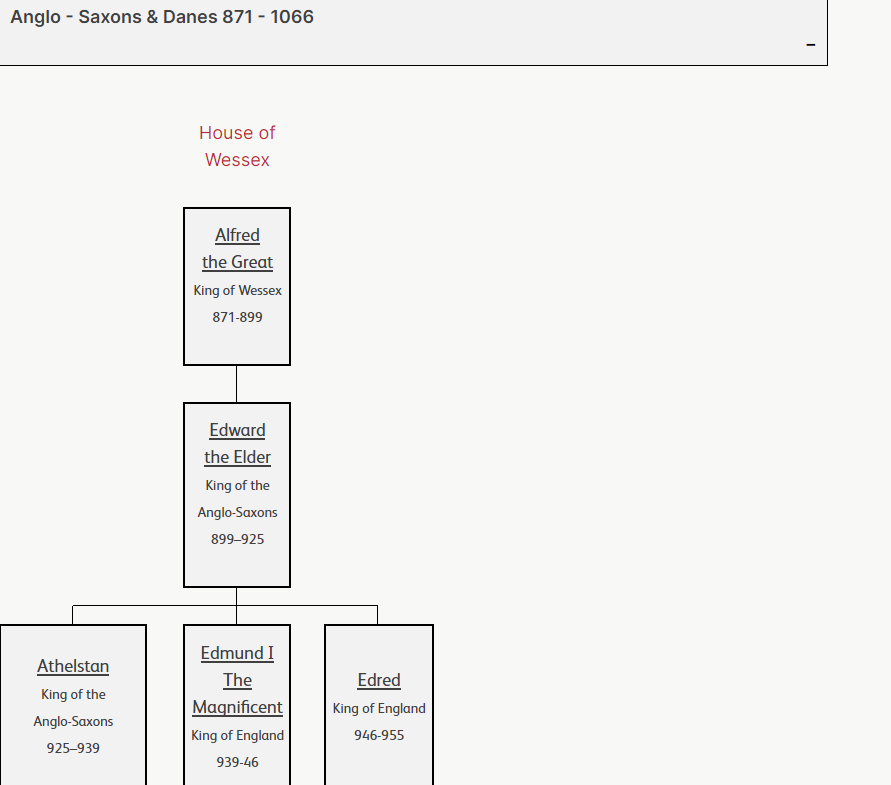 Anglo - Saxons & Danes 871 - 1066
–
House of
Wessex
Alfred
the Great
King of Wessex
871-899
Edward
the Elder
King of the
Anglo-Saxons
899–925
Athelstan
King of the
Anglo-Saxons
925–939
Edmund I
The
Magnificent
King of England
939-46
Edred
King of England
946-955